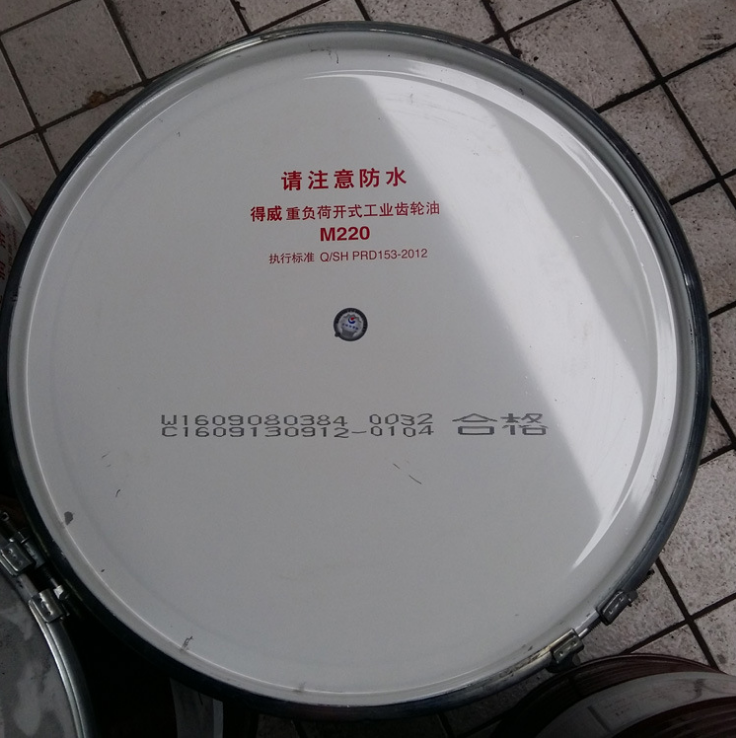 请注意防水
得威 重负荷开式工业齿轮油
M220
执行标准 Q/SH PRD153-2012
W1609080384 0032 合格
C1609130912-0104